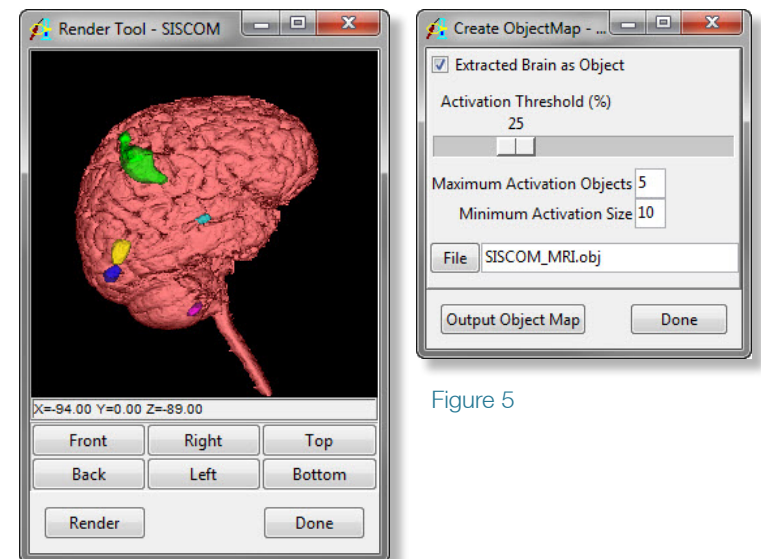 Render Tool - SISCOM
X=-94.00 Y=0.00 Z=-89.00
Front Right Top
Back Left Bottom
Render Done
Create ObjectMap - ...
Extracted Brain as Object
Activation Threshold (%)
25
Maximum Activation Objects 5
Minimum Activation Size 10
File SISCOM_MRI.obj
Output Object Map Done
Figure 5